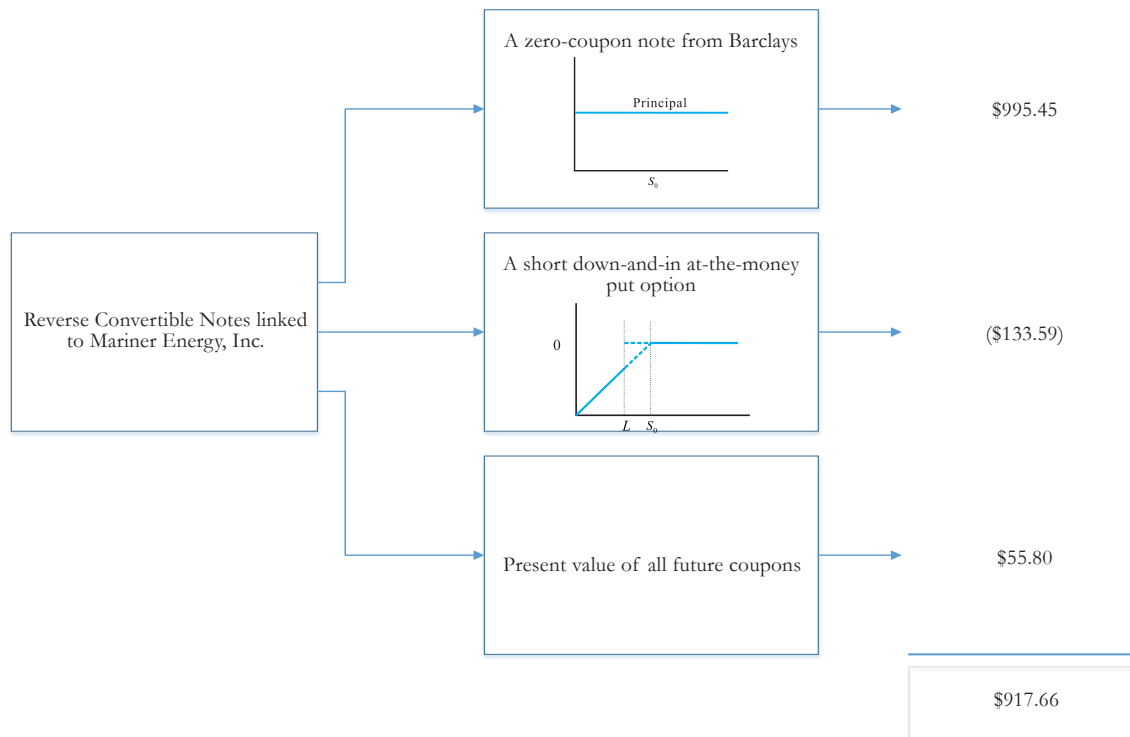 A zero-coupon note from Barclays
Principal
S₀
$995.45
Reverse Convertible Notes linked
to Mariner Energy, Inc.
A short down-and-in at-the-money
put option
0
L S₀
($133.59)
Present value of all future coupons
$55.80
$917.66